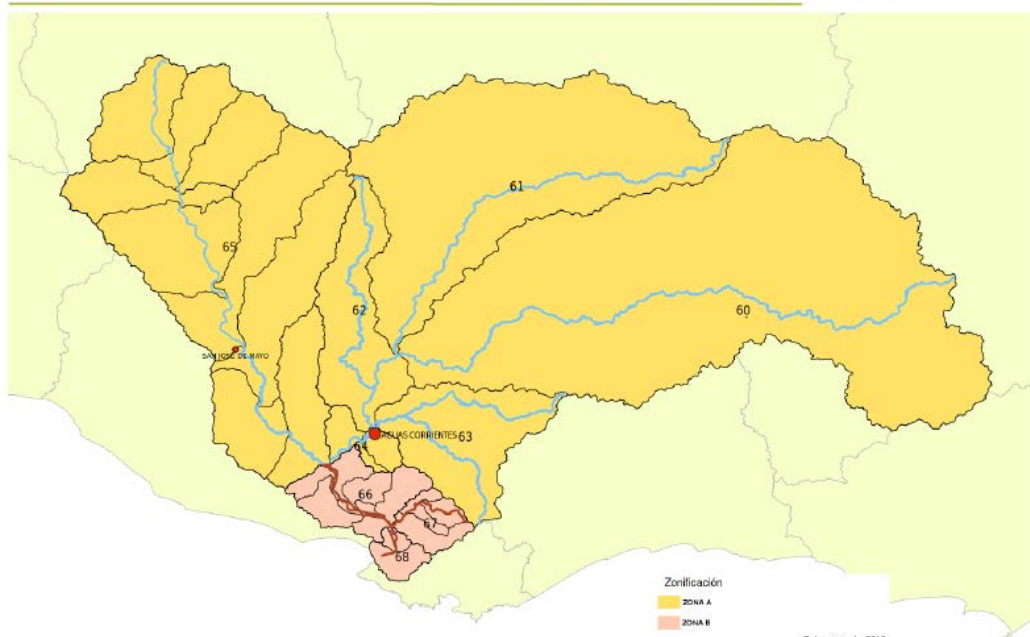 61
65
62
60
SAN JOSE DE MAYO
AGUAS CORRIENTES
63
64
66
67
68
Zonificación
ZONA A
ZONA B